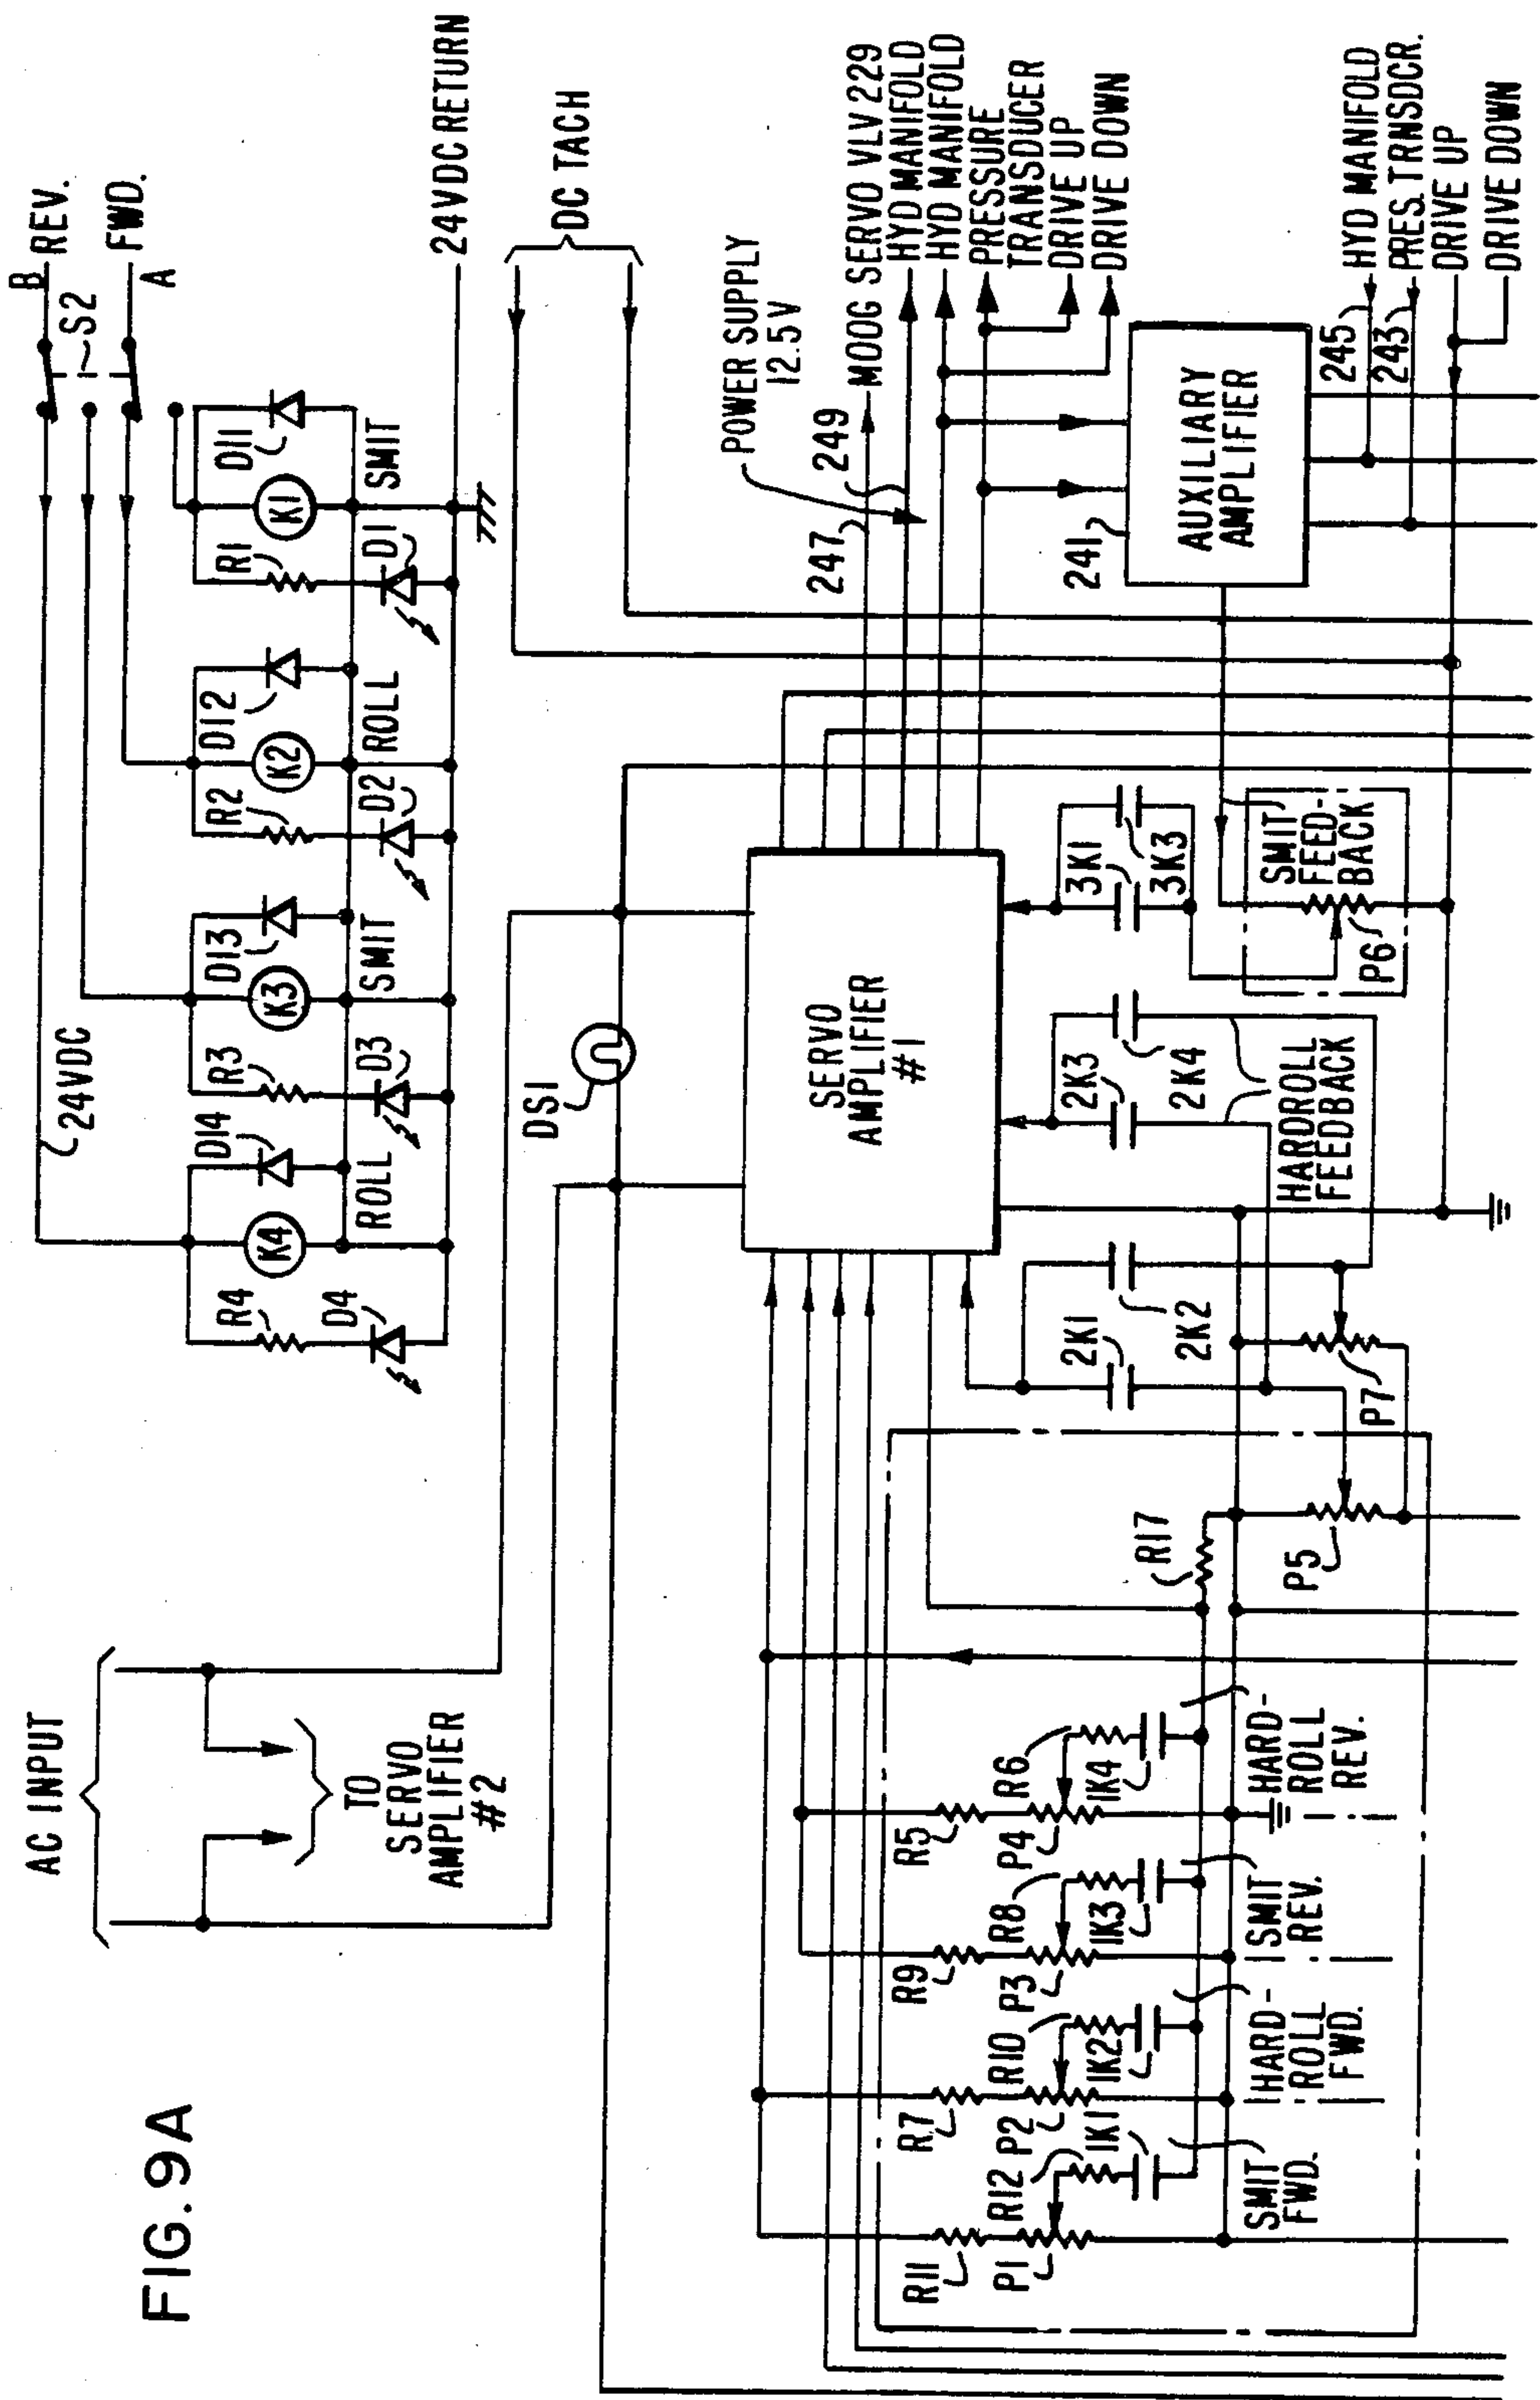 FIG. 9A
AC INPUT
TO
SERVO
AMPLIFIER
#2
24VDC
B
REV.
S2
FWD.
A
R4
K4
D14
D4
ROLL
R3
K3
D13
D3
SMIT
R2
K2
D12
D2
ROLL
R1
K1
D11
D1
SMIT
24VDC RETURN
DC TACH
DS1
SERVO
AMPLIFIER
#1
POWER SUPPLY
12.5V
247
249
MOOG SERVO VLV 229
HYD MANIFOLD
HYD MANIFOLD
PRESSURE
TRANSDUCER
DRIVE UP
DRIVE DOWN
241
AUXILIARY
AMPLIFIER
245
243
HYD MANIFOLD
PRES. TRNSDCR.
DRIVE UP
DRIVE DOWN
2K1
2K2
2K3
2K4
3K1
3K3
HARDROLL
FEEDBACK
SMIT
FEED-
BACK
P6
P7
R17
P5
R11
P1
R12
1K1
SMIT
FWD.
R7
P2
R10
1K2
HARD-
ROLL
FWD.
R9
P3
R8
1K3
SMIT
REV.
R5
P4
R6
1K4
HARD-
ROLL
REV.